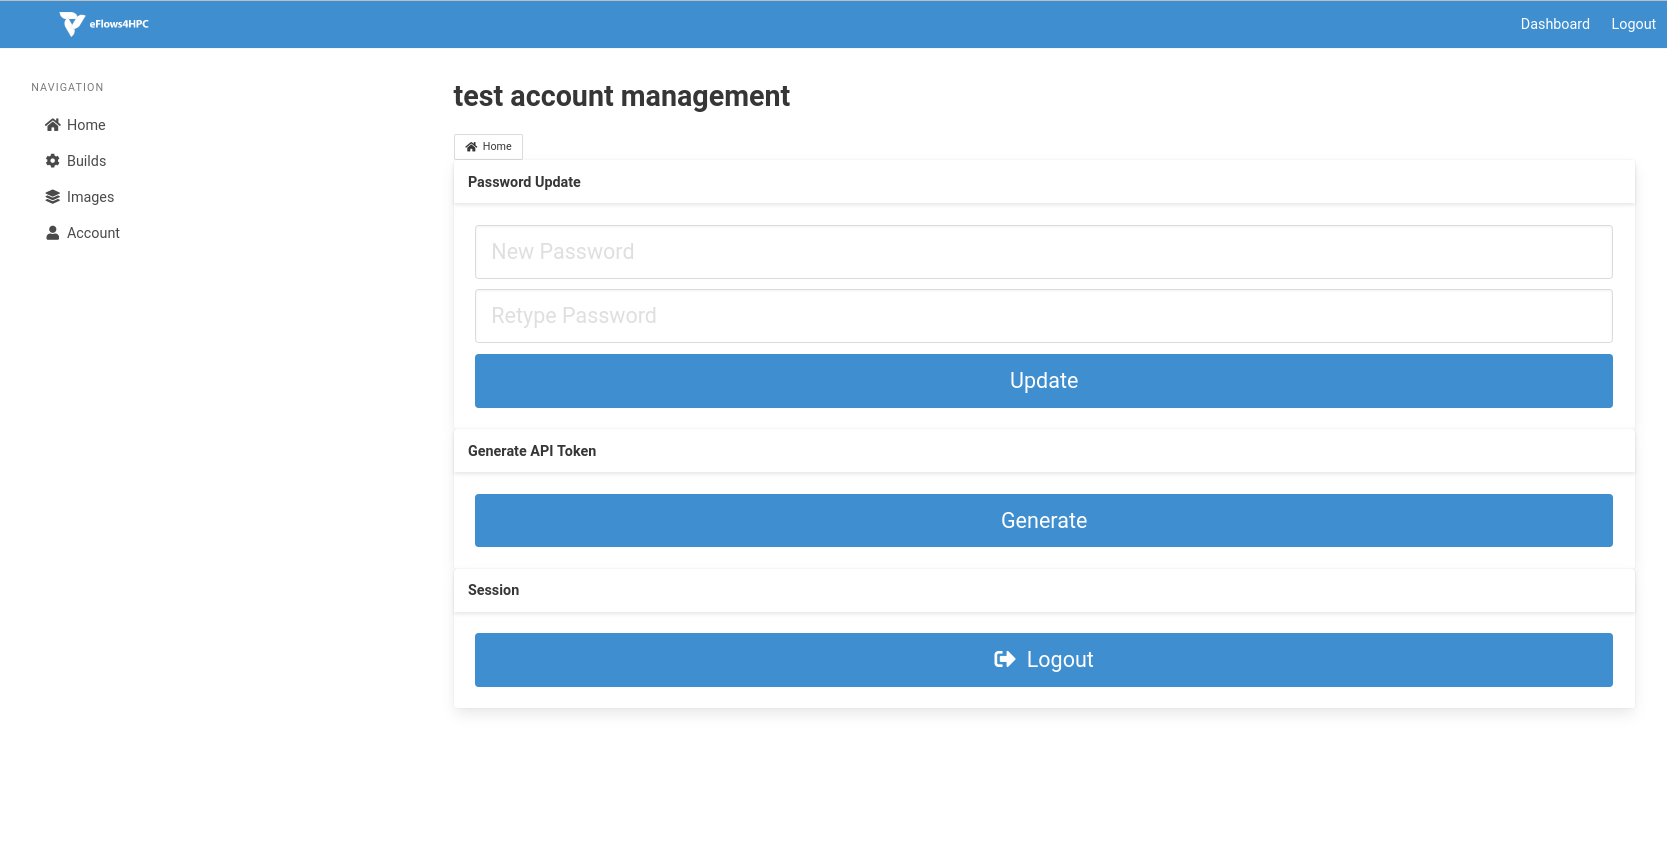 eFlows4HPC
Dashboard Logout
NAVIGATION
Home
Builds
Images
Account
test account management
Home
Password Update
New Password
Retype Password
Update
Generate API Token
Generate
Session
Logout